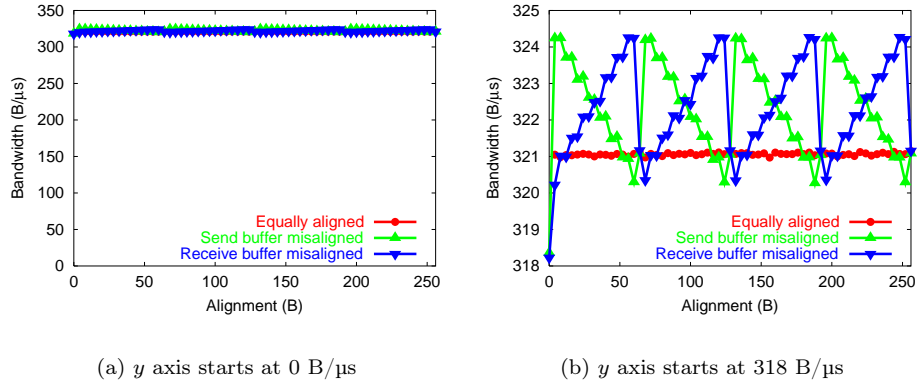 350
300
250
200
150
100
50
0
Bandwidth (B/µs)
Equally aligned
Send buffer misaligned
Receive buffer misaligned
0 50 100 150 200 250
Alignment (B)
(a) y axis starts at 0 B/µs
325
324
323
322
321
320
319
318
Bandwidth (B/µs)
Equally aligned
Send buffer misaligned
Receive buffer misaligned
0 50 100 150 200 250
Alignment (B)
(b) y axis starts at 318 B/µs